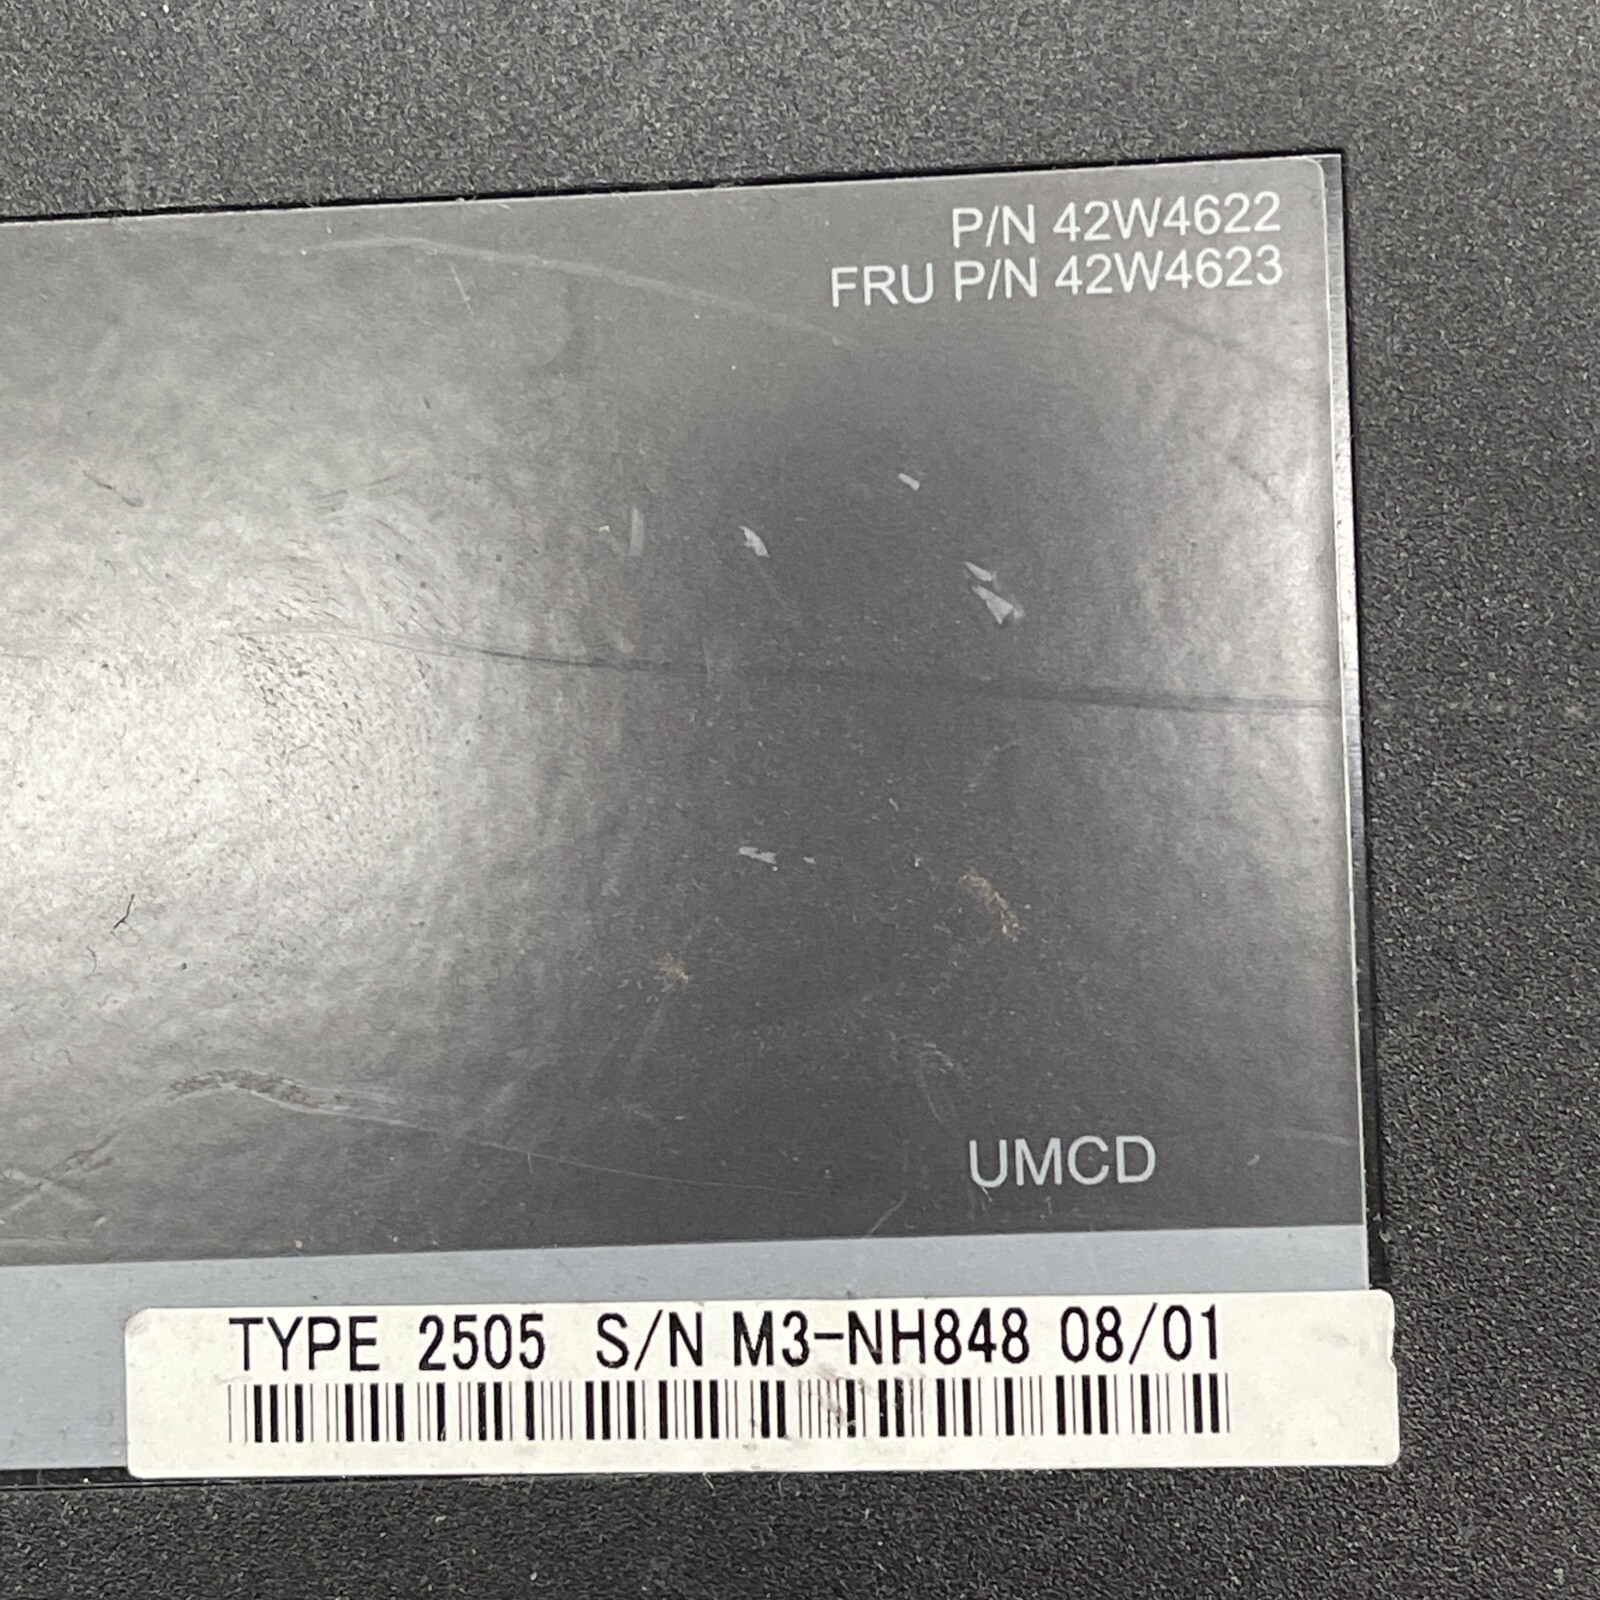 P/N 42W4622
FRU P/N 42W4623
UMCD
TYPE 2505 S/N M3-NH848 08/01